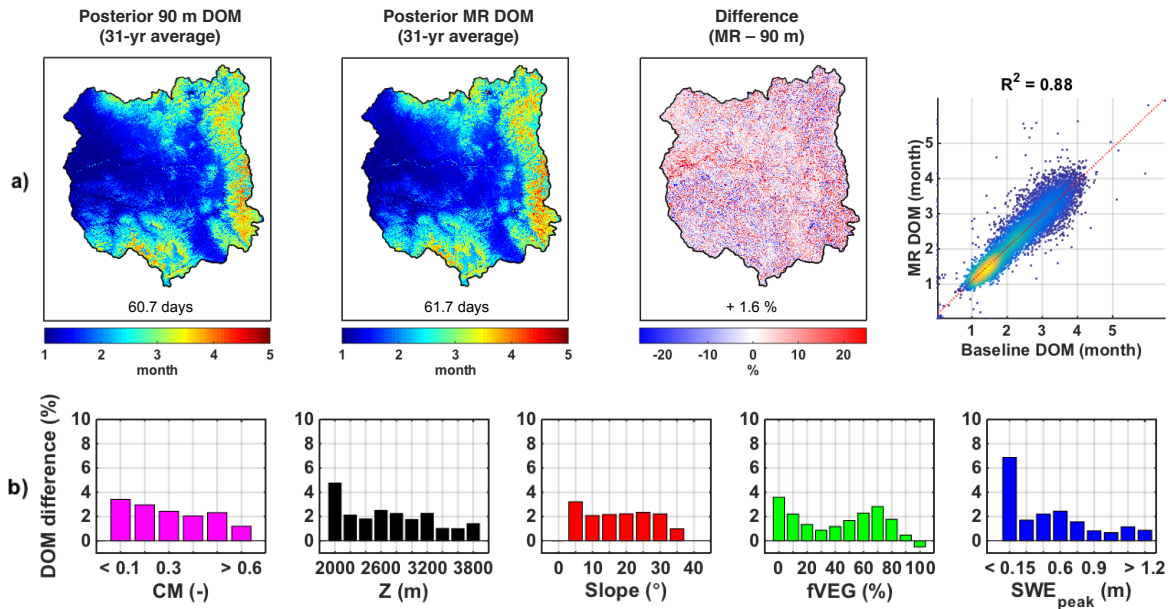 Posterior 90 m DOM
(31-yr average)
Posterior MR DOM
(31-yr average)
Difference
(MR – 90 m)
a)
60.7 days
1 2 3 4 5
month
61.7 days
1 2 3 4 5
month
+ 1.6 %
-20 -10 0 10 20
%
R² = 0.88
MR DOM (month)
5
4
3
2
1
1 2 3 4 5
Baseline DOM (month)
b)
DOM difference (%)
10
8
6
4
2
0
< 0.1 0.3 > 0.6
CM (-)
10
8
6
4
2
0
2000 2600 3200 3800
Z (m)
10
8
6
4
2
0
0 10 20 30 40
Slope (°)
10
8
6
4
2
0
0 20 40 60 80 100
fVEG (%)
10
8
6
4
2
0
< 0.15 0.6 0.9 > 1.2
SWEpeak (m)